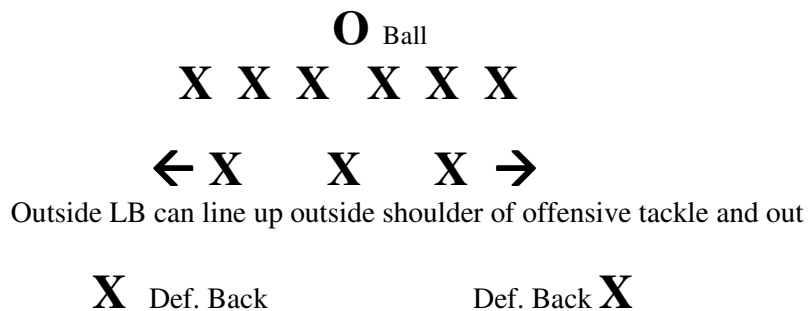 O Ball
X X X X X X
← X X X →
Outside LB can line up outside shoulder of offensive tackle and out
X Def. Back Def. Back X